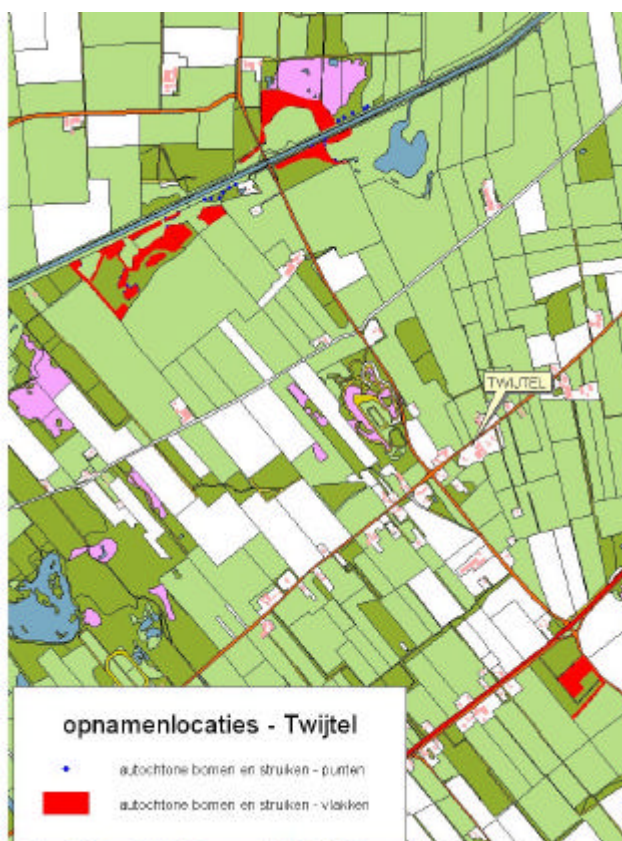 TWIJTEL
opnamenlocaties - Twijtel
autochtone bomen en struiken - punten
autochtone bomen en struiken - vlakken